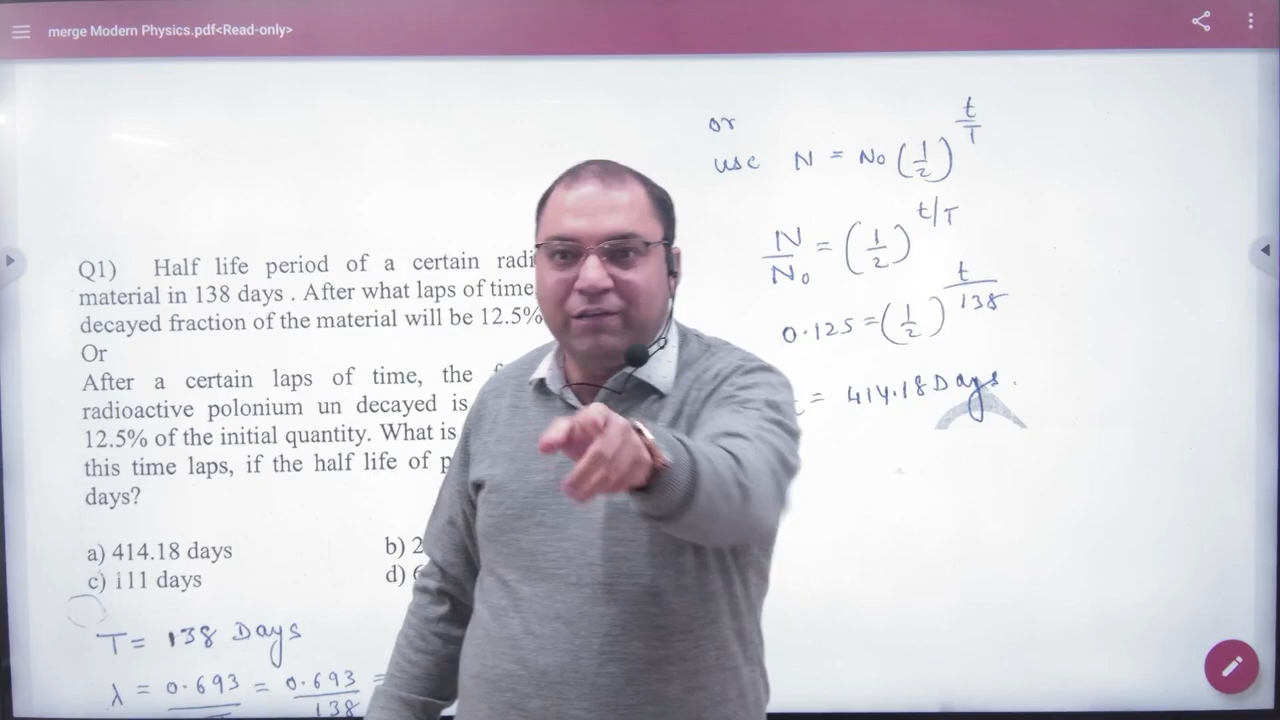 merge Modern Physics.pdf<Read-only>
Q1) Half life period of a certain radi
material in 138 days . After what laps of time
decayed fraction of the material will be 12.5%
Or
After a certain laps of time, the f
radioactive polonium un decayed is
12.5% of the initial quantity. What is
this time laps, if the half life of p
days?
a) 414.18 days b) 2
c) 111 days d) 6
T = 138 Days
λ = 0.693 = 0.693 =
138
or
use N = No (1/2)^t/T
N/No = (1/2)^t/T
0.125 = (1/2)^t/138
t = 414.18 Days.